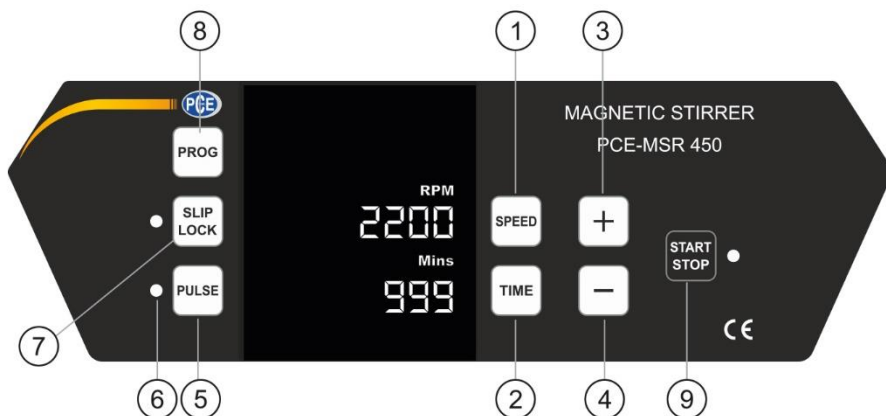 8
1
3
PCE
MAGNETIC STIRRER
PCE-MSR 450
PROG
RPM
2200
SLIP
LOCK
SPEED
+
START
STOP
Mins
999
PULSE
TIME
−
CE
7
6
5
2
4
9